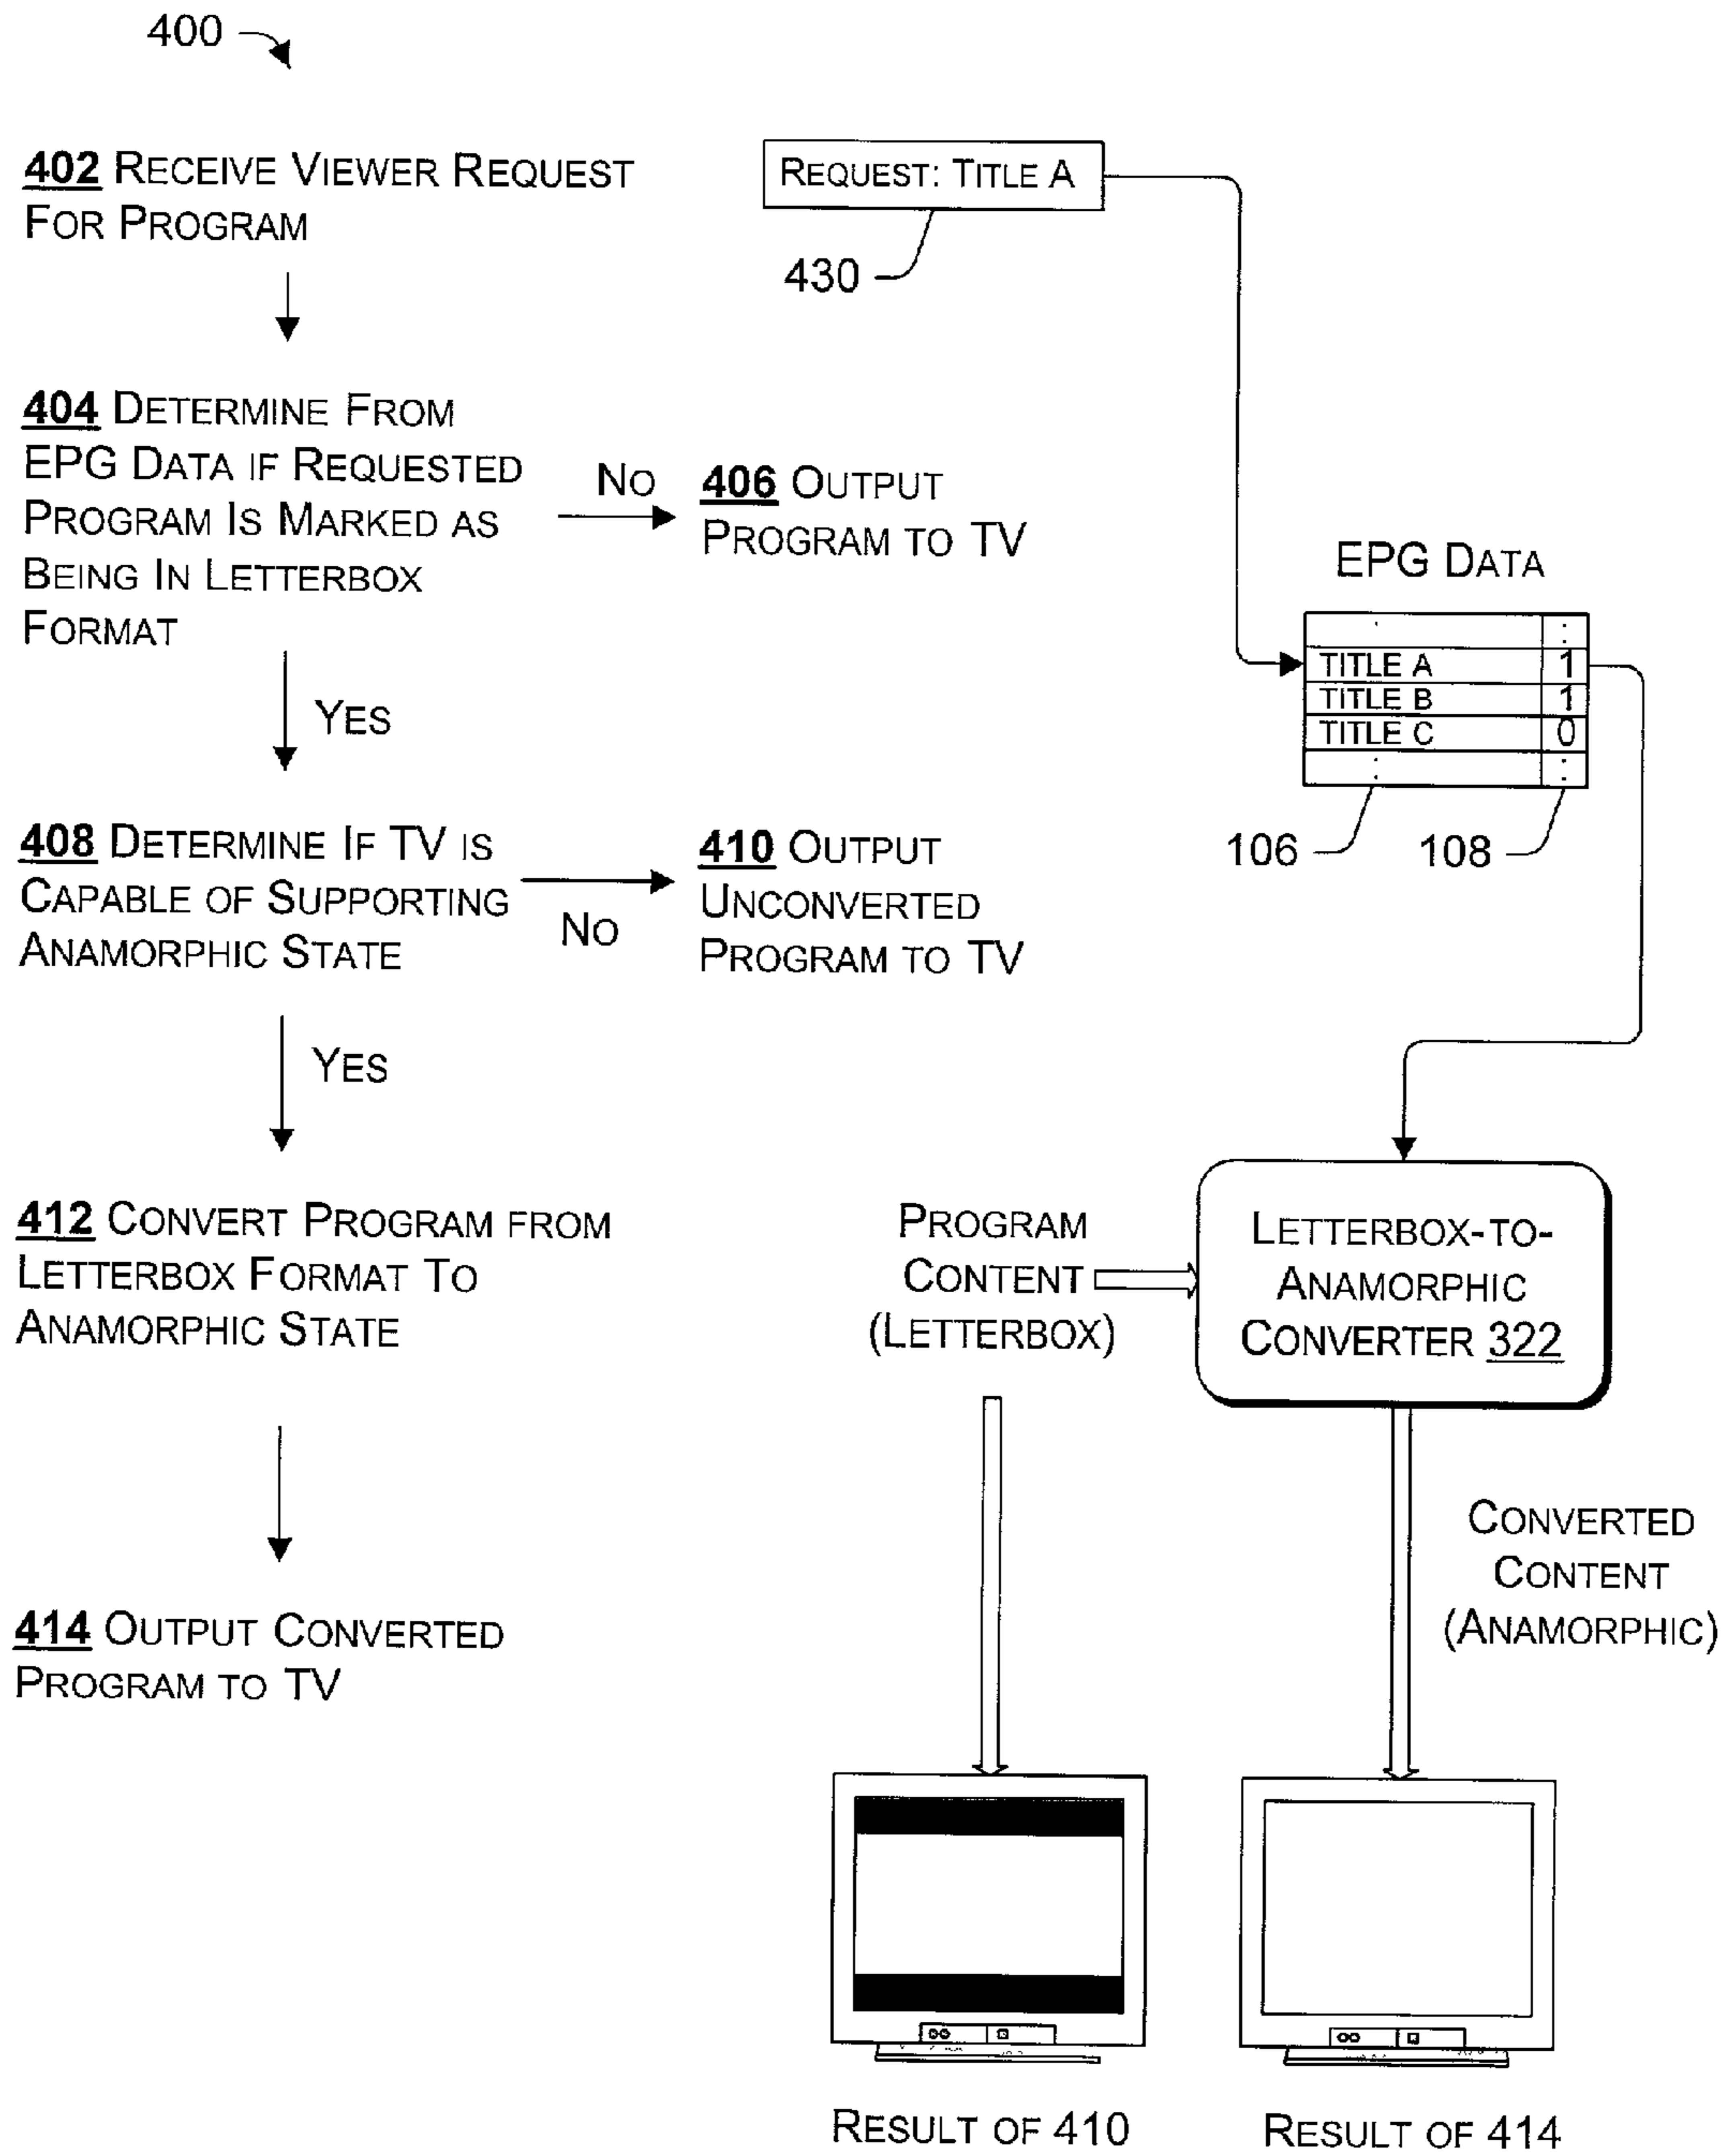 400
402 RECEIVE VIEWER REQUEST
FOR PROGRAM
REQUEST: TITLE A
430
404 DETERMINE FROM
EPG DATA IF REQUESTED
PROGRAM IS MARKED AS
BEING IN LETTERBOX
FORMAT
NO
406 OUTPUT
PROGRAM TO TV
YES
EPG DATA
TITLE A 1
TITLE B 1
TITLE C 0
106
108
408 DETERMINE IF TV IS
CAPABLE OF SUPPORTING
ANAMORPHIC STATE
NO
410 OUTPUT
UNCONVERTED
PROGRAM TO TV
YES
412 CONVERT PROGRAM FROM
LETTERBOX FORMAT TO
ANAMORPHIC STATE
PROGRAM
CONTENT
(LETTERBOX)
LETTERBOX-TO-
ANAMORPHIC
CONVERTER 322
414 OUTPUT CONVERTED
PROGRAM TO TV
CONVERTED
CONTENT
(ANAMORPHIC)
RESULT OF 410
RESULT OF 414